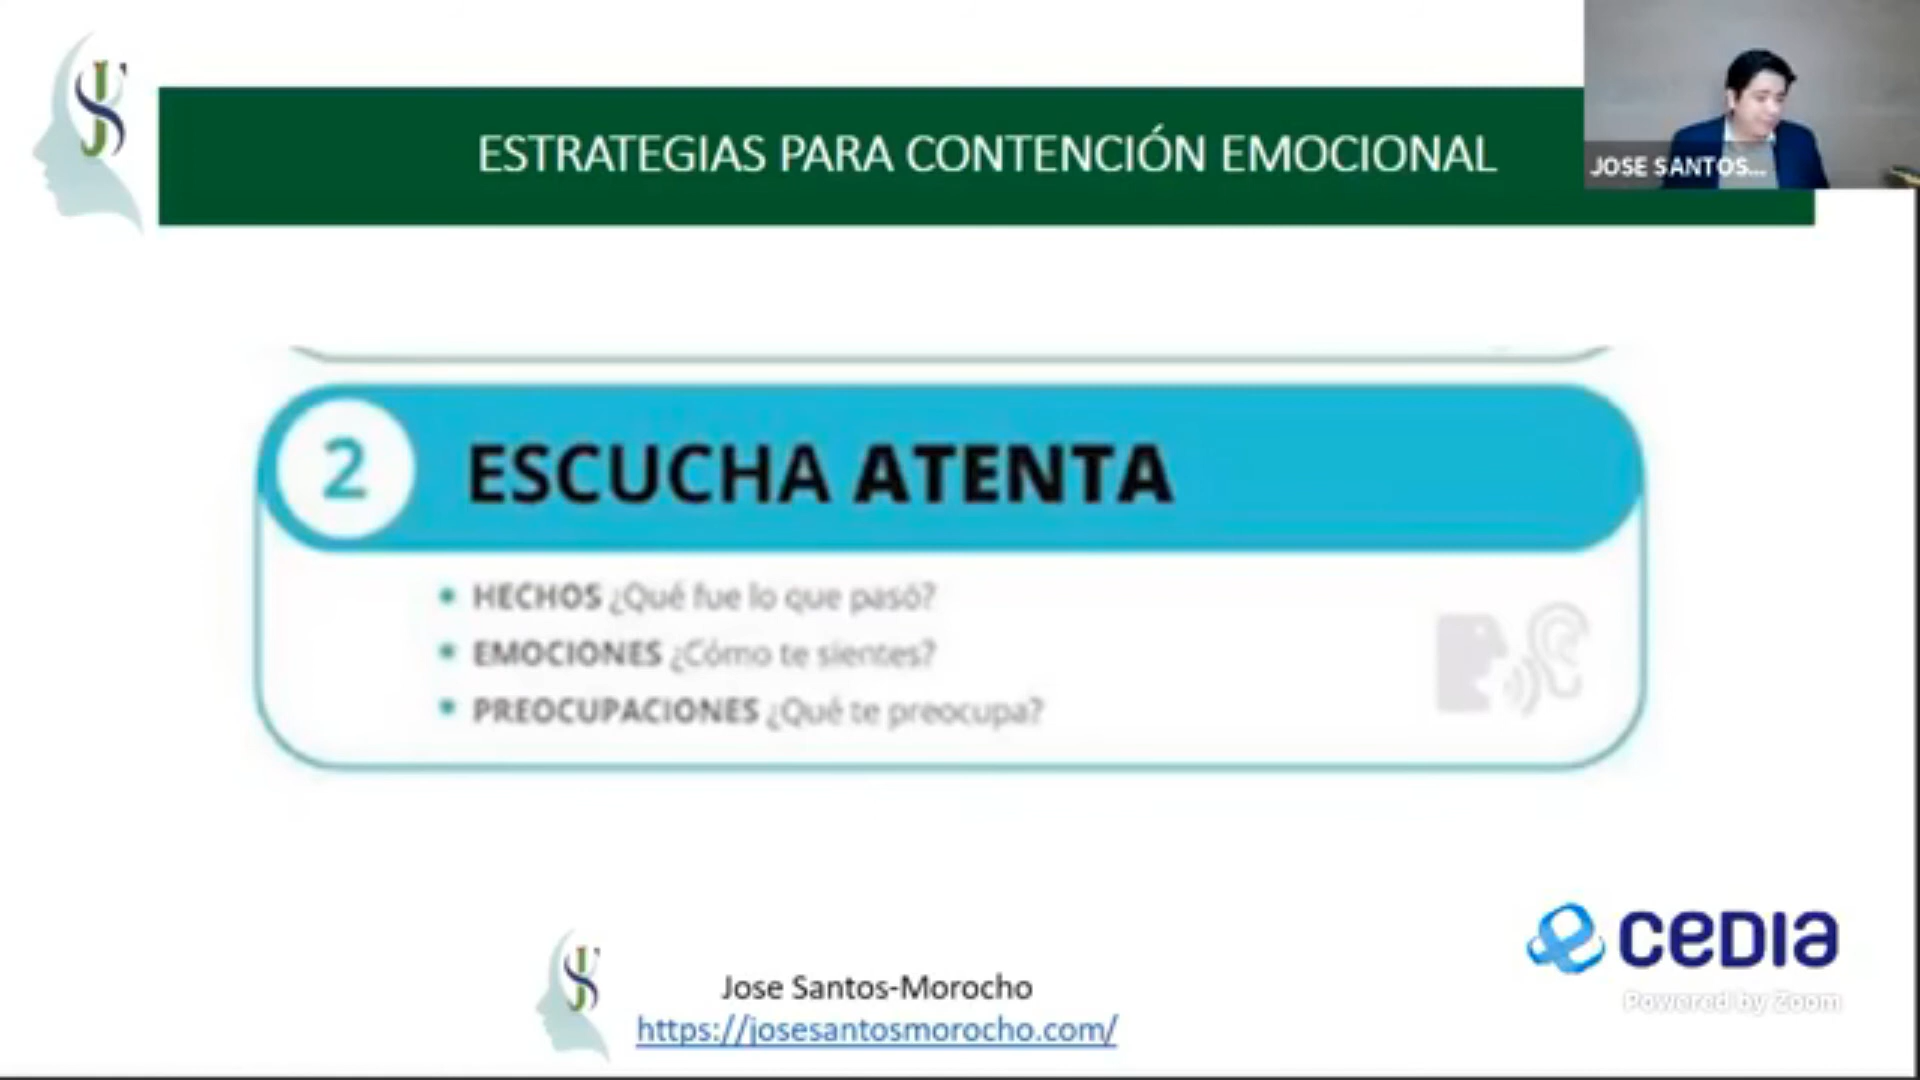 ESTRATEGIAS PARA CONTENCIÓN EMOCIONAL
JOSE SANTOS...
2
ESCUCHA ATENTA
• HECHOS ¿Qué fue lo que pasó?
• EMOCIONES ¿Cómo te sientes?
• PREOCUPACIONES ¿Qué te preocupa?
Jose Santos-Morocho
https://josesantosmorocho.com/
CEDIA
Powered by Zoom